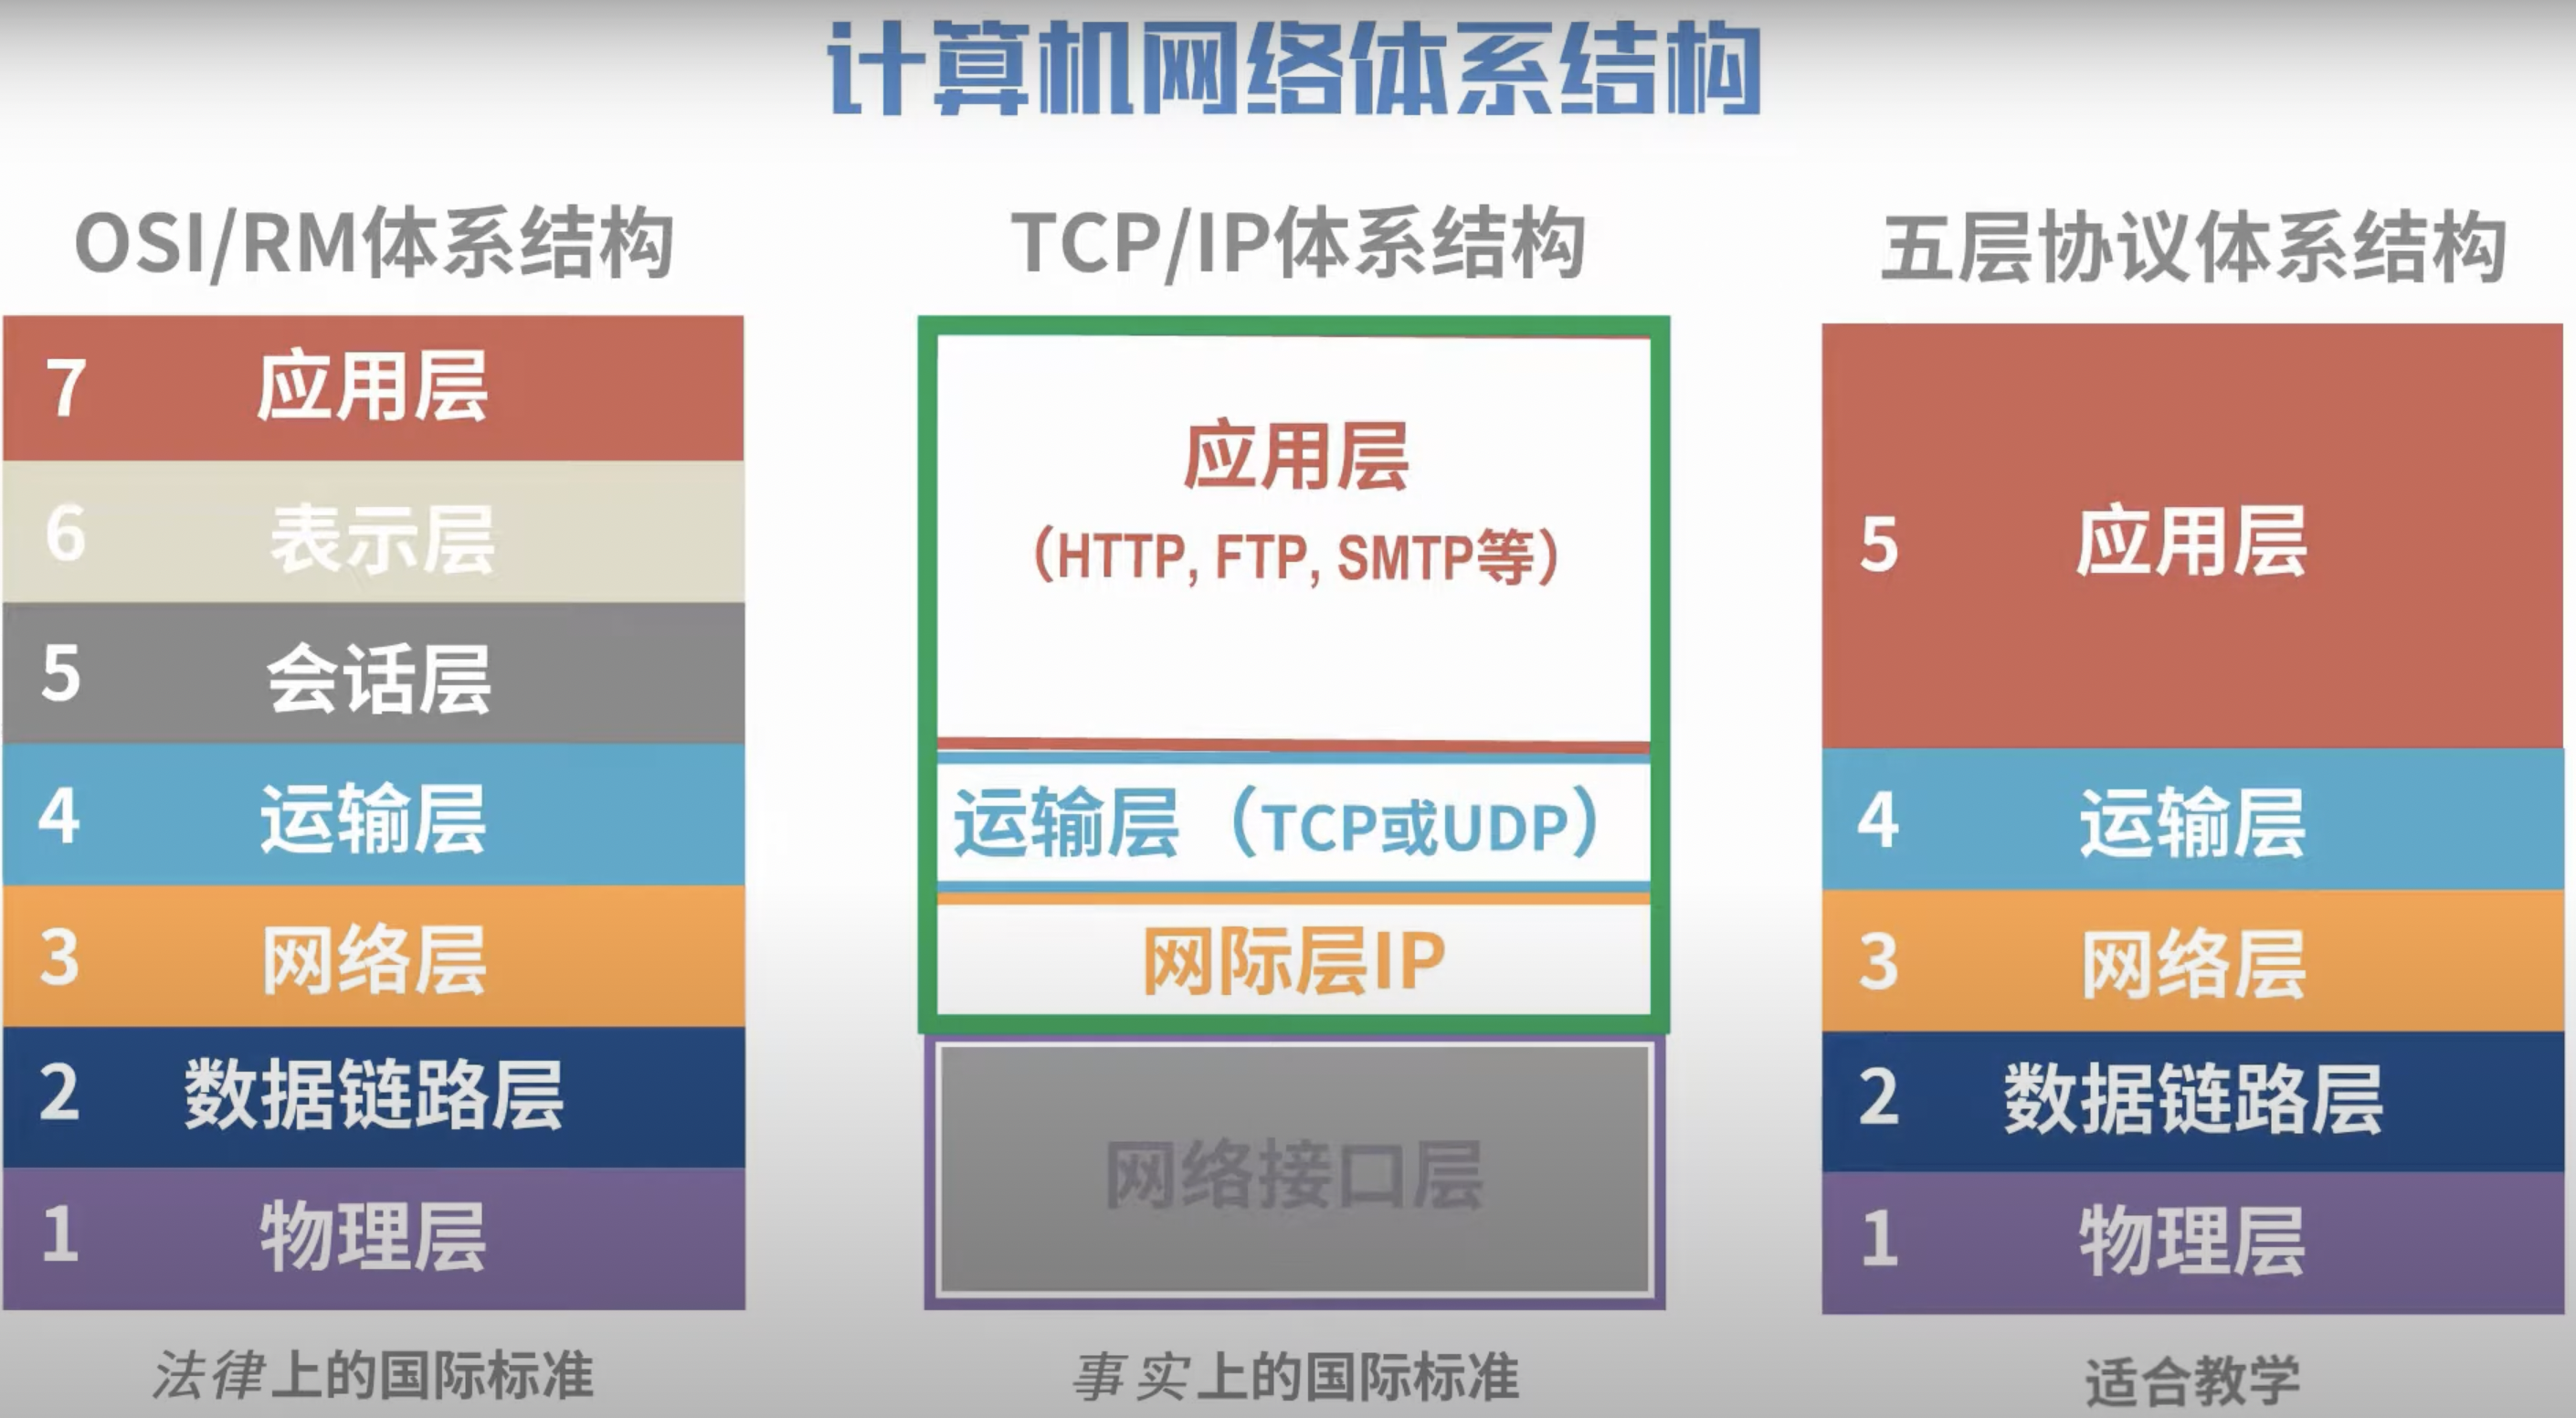 计算机网络体系结构
OSI/RM体系结构
7 应用层
6 表示层
5 会话层
4 运输层
3 网络层
2 数据链路层
1 物理层
法律上的国际标准
TCP/IP体系结构
应用层
（HTTP, FTP, SMTP等）
运输层（TCP或UDP）
网际层IP
网络接口层
事实上的国际标准
五层协议体系结构
5 应用层
4 运输层
3 网络层
2 数据链路层
1 物理层
适合教学